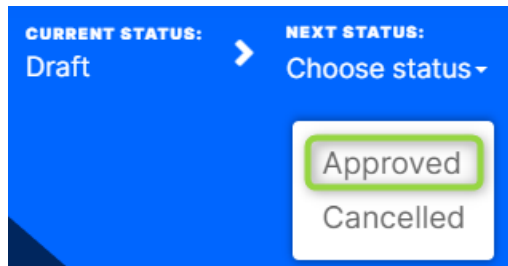 CURRENT STATUS:
Draft
NEXT STATUS:
Choose status
Approved
Cancelled